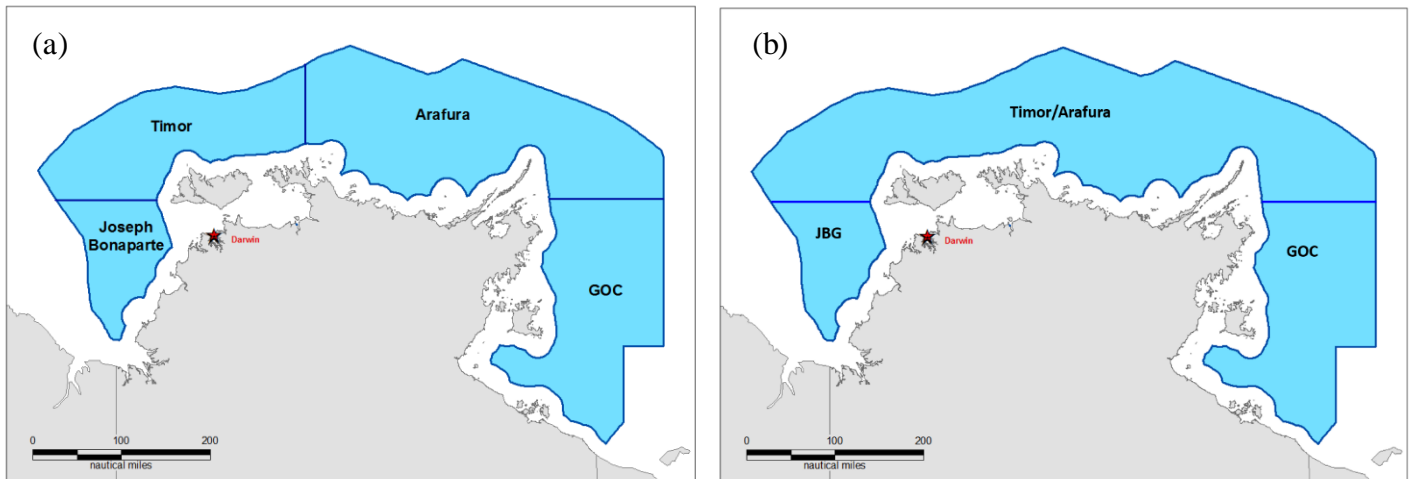 (a)
Timor
Arafura
Joseph
Bonaparte
Darwin
GOC
0 100 200
nautical miles
(b)
Timor/Arafura
JBG
Darwin
GOC
0 100 200
nautical miles